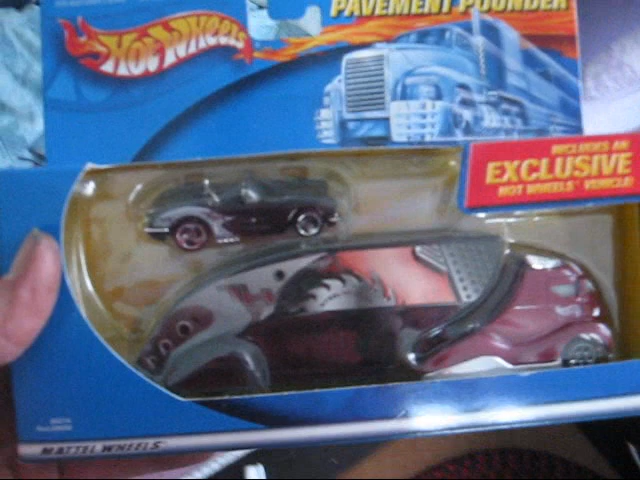 HOT WHEELS
PAVEMENT POUNDER
INCLUDES AN
EXCLUSIVE
HOT WHEELS VEHICLE!
MATTEL WHEELS